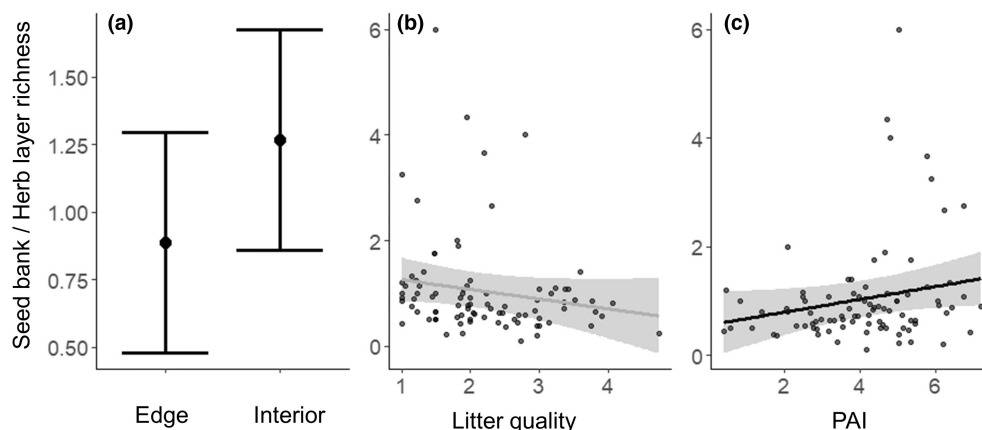 Seed bank / Herb layer richness
(a)
1.50
1.25
1.00
0.75
0.50
Edge
Interior
(b)
6
4
2
0
1
2
3
4
Litter quality
(c)
6
4
2
0
2
4
6
PAI